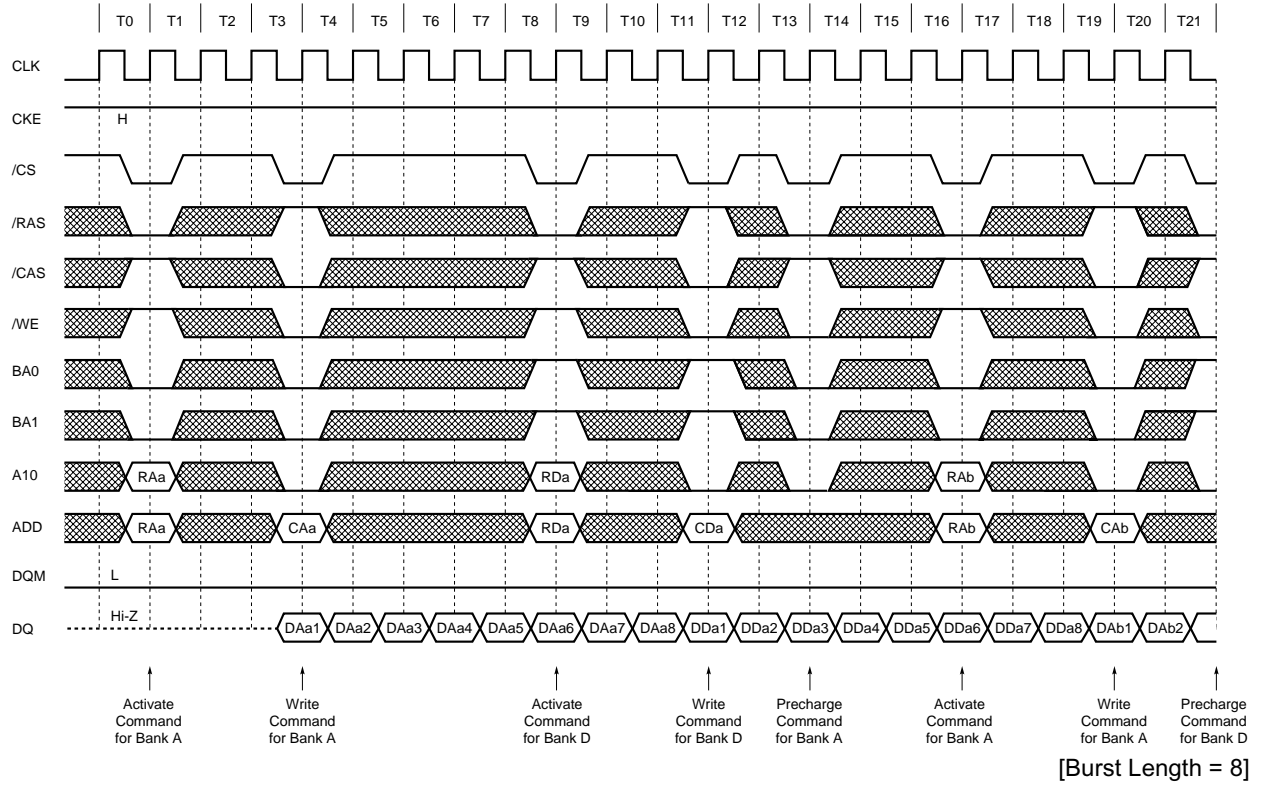 T0 T1 T2 T3 T4 T5 T6 T7 T8 T9 T10 T11 T12 T13 T14 T15 T16 T17 T18 T19 T20 T21
CLK
CKE H
/CS
/RAS
/CAS
/WE
BA0
BA1
A10 RAa RDa RAb
ADD RAa CAa RDa CDa RAb CAb
DQM L
Hi-Z
DQ DAa1 DAa2 DAa3 DAa4 DAa5 DAa6 DAa7 DAa8 DDa1 DDa2 DDa3 DDa4 DDa5 DDa6 DDa7 DDa8 DAb1 DAb2
Activate Write Activate Write Precharge Activate Write Precharge
Command Command Command Command Command Command Command Command
for Bank A for Bank A for Bank D for Bank D for Bank A for Bank A for Bank A for Bank D
[Burst Length = 8]